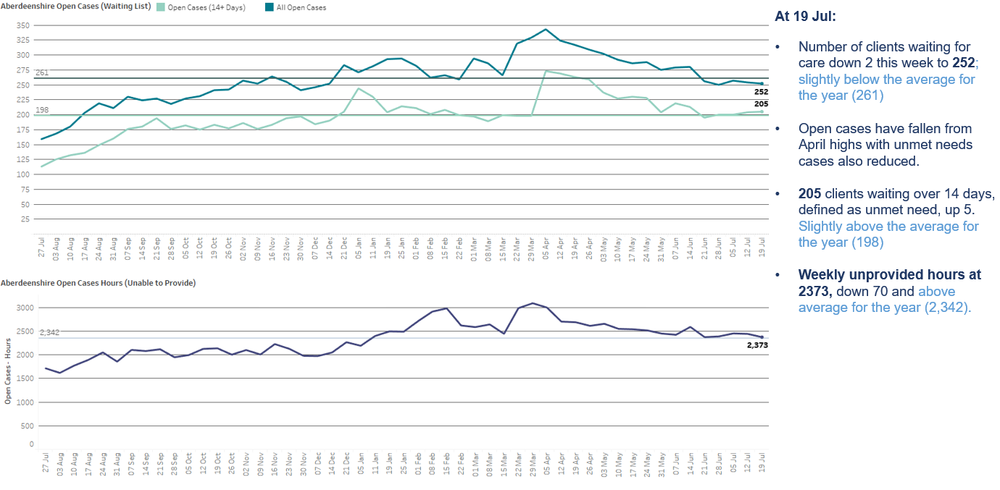 Aberdeenshire Open Cases (Waiting List)
Open Cases (14+ Days)
All Open Cases
350
325
300
275
261
250
225
200
198
175
150
125
100
75
50
25
252
205
27 Jul
03 Aug
10 Aug
17 Aug
24 Aug
31 Aug
07 Sep
14 Sep
21 Sep
28 Sep
05 Oct
12 Oct
19 Oct
26 Oct
02 Nov
09 Nov
16 Nov
23 Nov
30 Nov
07 Dec
14 Dec
21 Dec
05 Jan
11 Jan
19 Jan
25 Jan
01 Feb
08 Feb
15 Feb
22 Feb
01 Mar
08 Mar
15 Mar
22 Mar
29 Mar
05 Apr
12 Apr
19 Apr
26 Apr
03 May
10 May
17 May
24 May
31 May
07 Jun
14 Jun
21 Jun
28 Jun
05 Jul
12 Jul
19 Jul
Aberdeenshire Open Cases Hours (Unable to Provide)
Open Cases - Hours
3000
2500
2,342
2000
1500
1000
500
0
2,373
27 Jul
03 Aug
10 Aug
17 Aug
24 Aug
31 Aug
07 Sep
14 Sep
21 Sep
28 Sep
05 Oct
12 Oct
19 Oct
26 Oct
02 Nov
09 Nov
16 Nov
23 Nov
30 Nov
07 Dec
14 Dec
21 Dec
05 Jan
11 Jan
19 Jan
25 Jan
01 Feb
08 Feb
15 Feb
22 Feb
01 Mar
08 Mar
15 Mar
22 Mar
29 Mar
05 Apr
12 Apr
19 Apr
26 Apr
03 May
10 May
17 May
24 May
31 May
07 Jun
14 Jun
21 Jun
28 Jun
05 Jul
12 Jul
19 Jul
At 19 Jul:
• Number of clients waiting for
care down 2 this week to 252;
slightly below the average for
the year (261)
• Open cases have fallen from
April highs with unmet needs
cases also reduced.
• 205 clients waiting over 14 days,
defined as unmet need, up 5.
Slightly above the average for
the year (198)
• Weekly unprovided hours at
2373, down 70 and above
average for the year (2,342).